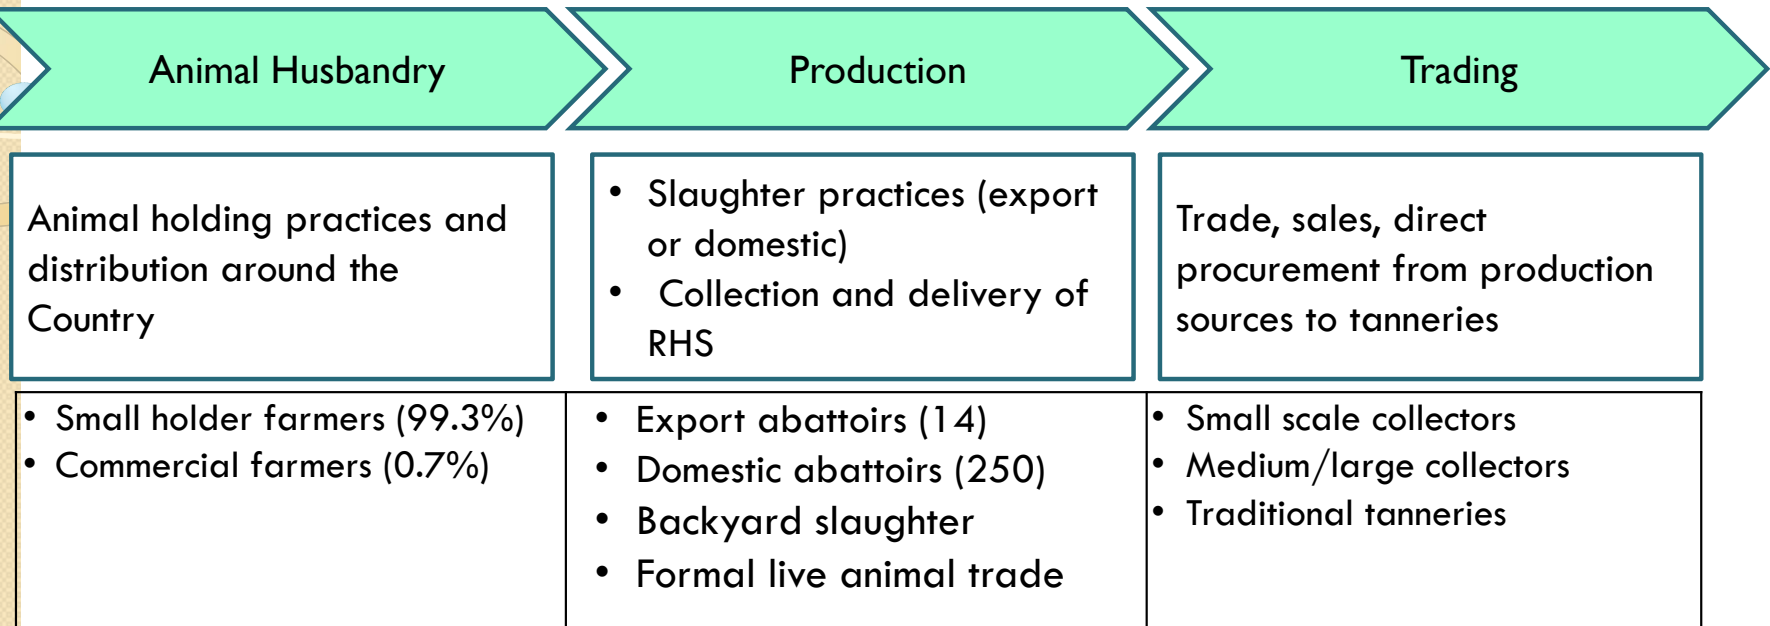 Animal Husbandry
Production
Trading
Animal holding practices and
distribution around the
Country
• Slaughter practices (export
or domestic)
• Collection and delivery of
RHS
Trade, sales, direct
procurement from production
sources to tanneries
• Small holder farmers (99.3%)
• Commercial farmers (0.7%)
• Export abattoirs (14)
• Domestic abattoirs (250)
• Backyard slaughter
• Formal live animal trade
• Small scale collectors
• Medium/large collectors
• Traditional tanneries